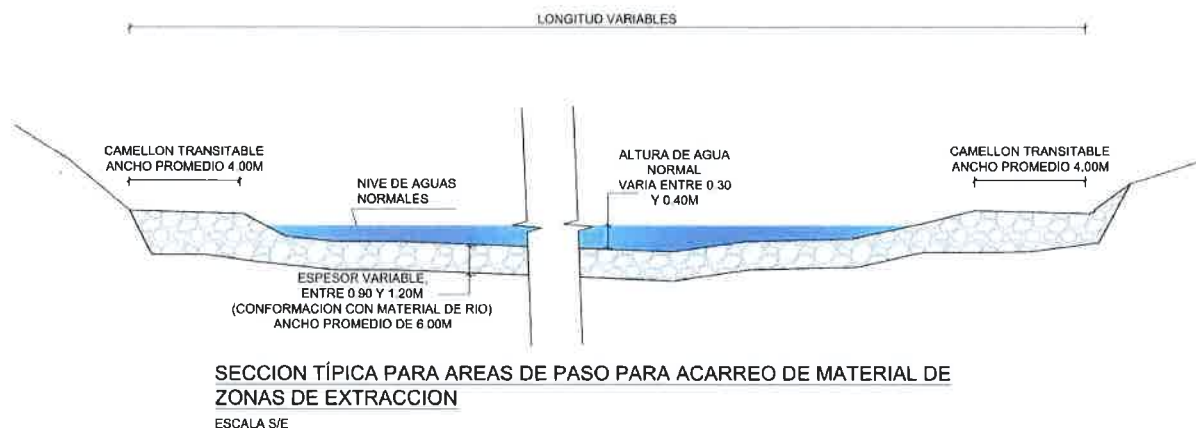 LONGITUD VARIABLES
CAMELLON TRANSITABLE
ANCHO PROMEDIO 4.00M
NIVE DE AGUAS
NORMALES
ALTURA DE AGUA
NORMAL
VARIA ENTRE 0.30
Y 0.40M
CAMELLON TRANSITABLE
ANCHO PROMEDIO 4.00M
ESPESOR VARIABLE,
ENTRE 0.90 Y 1.20M
(CONFORMACION CON MATERIAL DE RIO)
ANCHO PROMEDIO DE 6.00M
SECCION TÍPICA PARA AREAS DE PASO PARA ACARREO DE MATERIAL DE
ZONAS DE EXTRACCION
ESCALA S/E